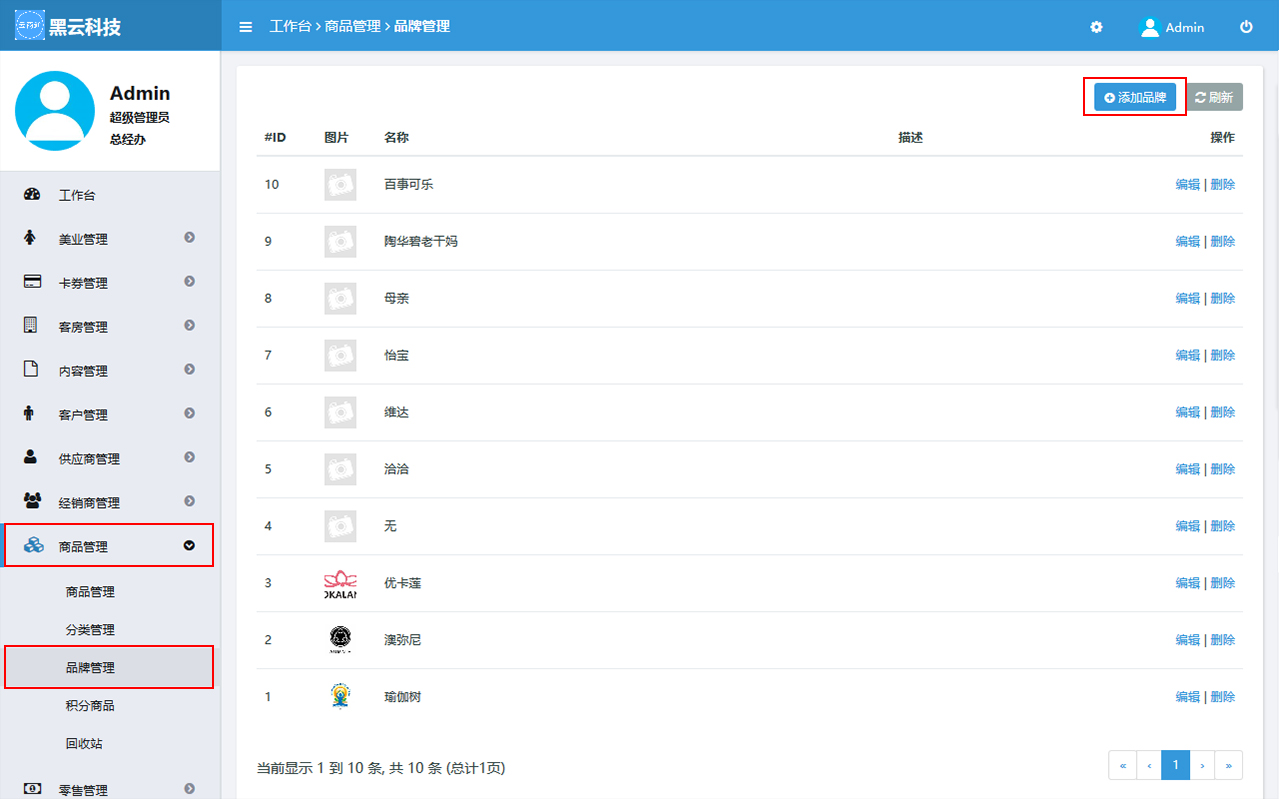 黑云科技
工作台 › 商品管理 › 品牌管理
Admin
Admin
超级管理员
总经办
工作台
美业管理
卡券管理
客房管理
内容管理
客户管理
供应商管理
经销商管理
商品管理
商品管理
分类管理
品牌管理
积分商品
回收站
零售管理
添加品牌 刷新
#ID 图片 名称 描述 操作
10 百事可乐 编辑 | 删除
9 陶华碧老干妈 编辑 | 删除
8 母亲 编辑 | 删除
7 怡宝 编辑 | 删除
6 维达 编辑 | 删除
5 洽洽 编辑 | 删除
4 无 编辑 | 删除
3 OKALAN 优卡莲 编辑 | 删除
2 澳弥尼 编辑 | 删除
1 瑜伽树 编辑 | 删除
当前显示 1 到 10 条, 共 10 条 (总计1页)
« ‹ 1 › »